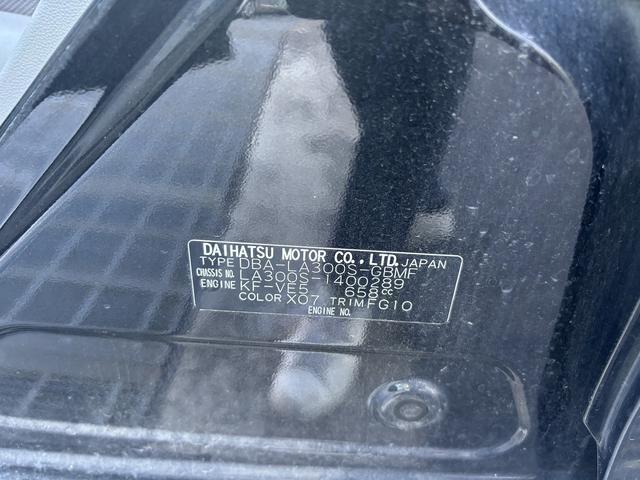 DAIHATSU MOTOR CO.,LTD. JAPAN
TYPE DBA-LA300S-GBMF
CHASSIS NO. LA300S-1400289
ENGINE KF-VE5 658cc
COLOR X07 TRIM FG10
ENGINE NO.